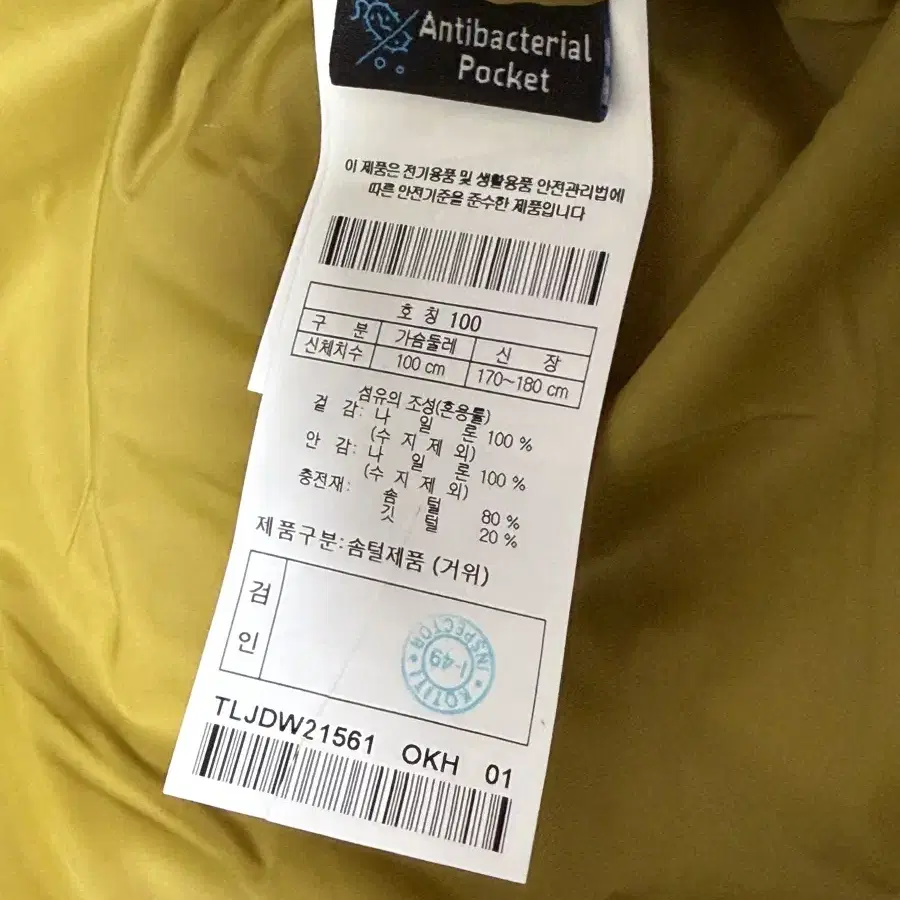 Antibacterial
Pocket
이 제품은 전기용품 및 생활용품 안전관리법에
따른 안전기준을 준수한 제품입니다
호 칭 100
구 분 가슴둘레 신 장
신체치수 100 cm 170~180 cm
섬유의 조성(혼용률)
겉 감: 나 일 론 100 %
(수 지 제 외)
안 감: 나 일 론 100 %
(수 지 제 외)
충전재: 솜 털 80 %
깃 털 20 %
제품구분:솜털제품 (거위)
검
인
INSPECTOR
I-49
KOTITI
TLJDW21561 OKH 01